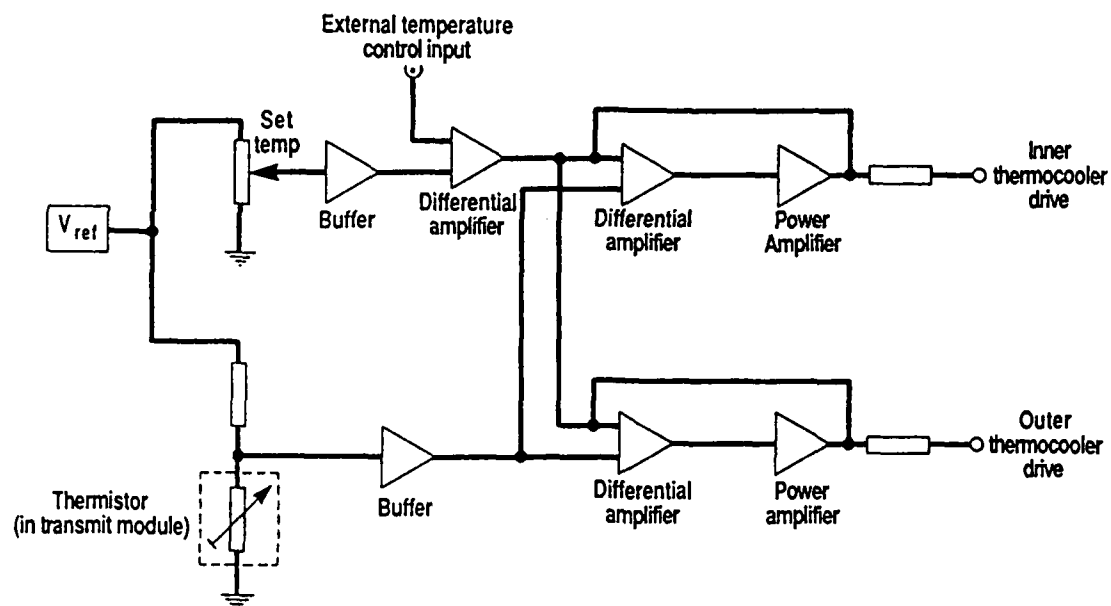 External temperature
control input
Set
temp
Buffer
Differential
amplifier
Differential
amplifier
Power
Amplifier
Inner
thermocooler
drive
Vref
Thermistor
(in transmit module)
Buffer
Differential
amplifier
Power
amplifier
Outer
thermocooler
drive